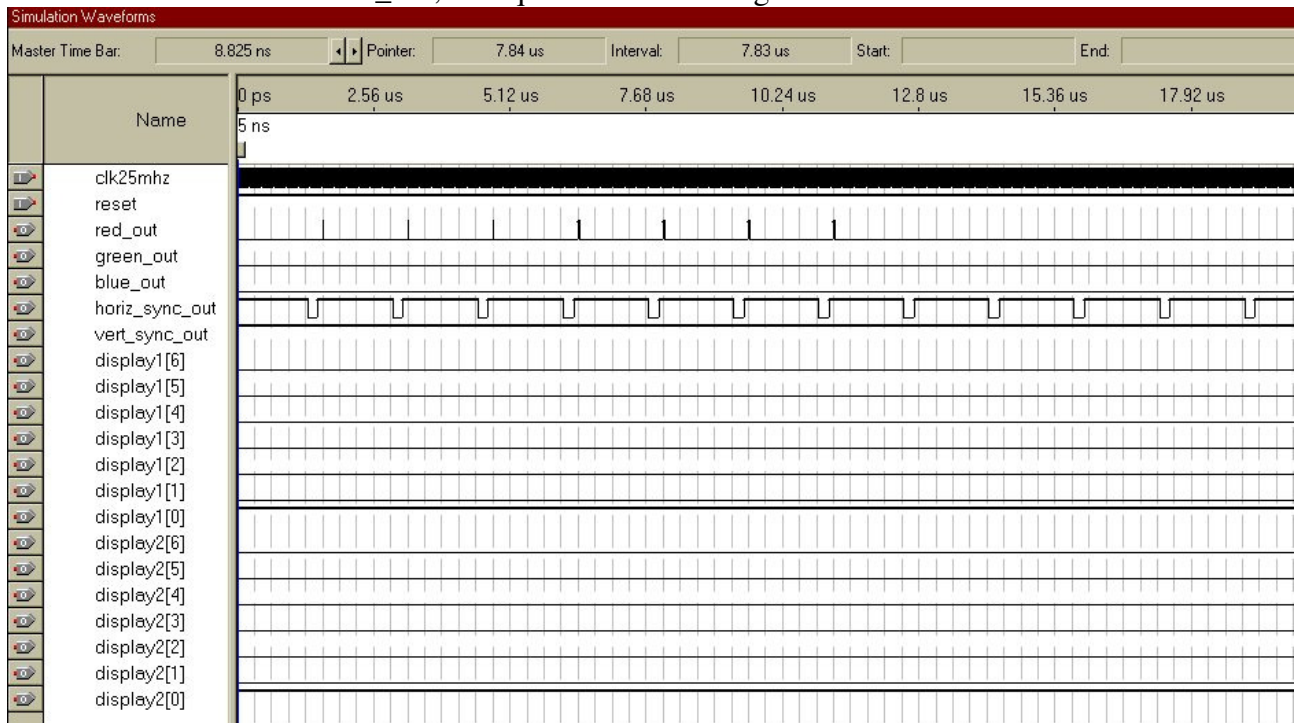 Simulation Waveforms
Master Time Bar: 8.825 ns Pointer: 7.84 us Interval: 7.83 us Start: End:
Name
0 ps 2.56 us 5.12 us 7.68 us 10.24 us 12.8 us 15.36 us 17.92 us
5 ns
clk25mhz
reset
red_out
green_out
blue_out
horiz_sync_out
vert_sync_out
display1[6]
display1[5]
display1[4]
display1[3]
display1[2]
display1[1]
display1[0]
display2[6]
display2[5]
display2[4]
display2[3]
display2[2]
display2[1]
display2[0]